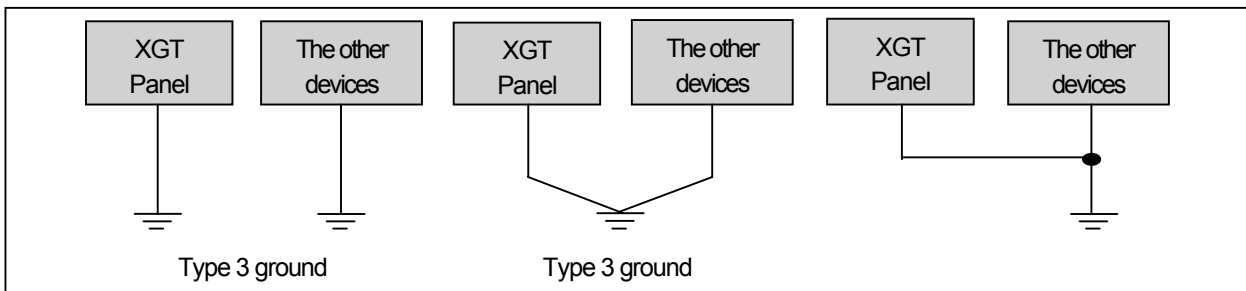 XGT
Panel
The other
devices
XGT
Panel
The other
devices
XGT
Panel
The other
devices
Type 3 ground
Type 3 ground